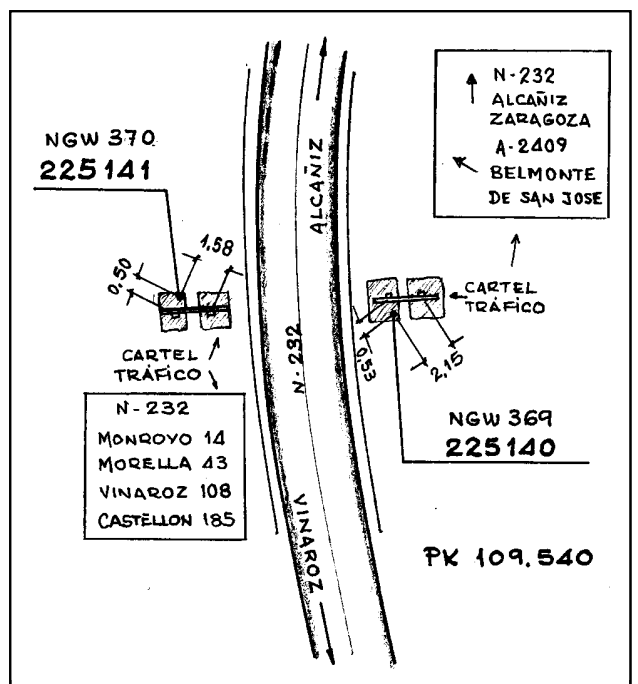 N-232
ALCAÑIZ
ZARAGOZA
A-2409
BELMONTE
DE SAN JOSE
NGW 370
225141
ALCAÑIZ
1.58
0.50
CARTEL
TRÁFICO
CARTEL
TRÁFICO
N-232
0.53
2,15
N-232
MONROYO 14
MORELLA 43
VINAROZ 108
CASTELLON 185
NGW 369
225140
VINAROZ
PK 109.540